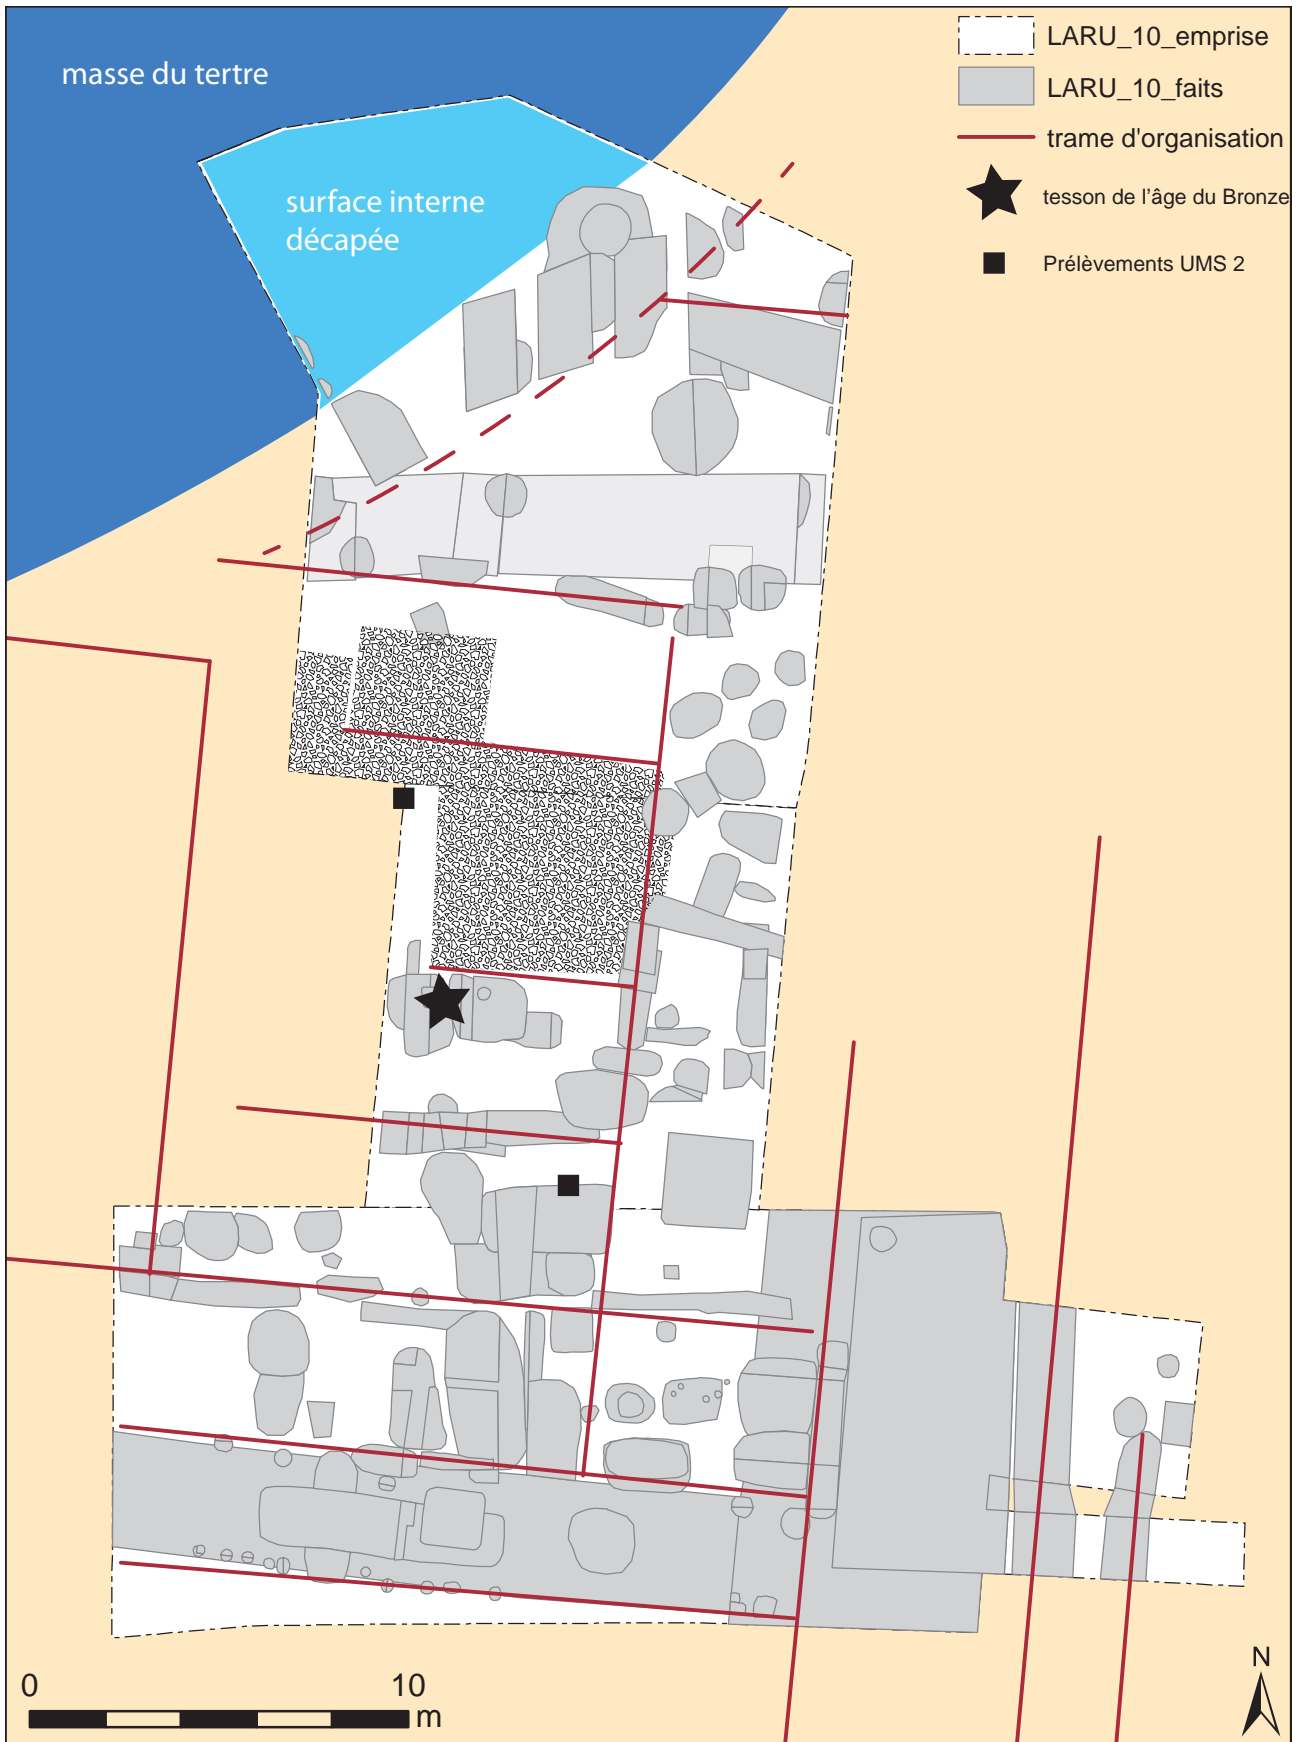 masse du tertre
surface interne
décapée
LARU_10_emprise
LARU_10_faits
trame d'organisation
tesson de l'âge du Bronze
Prélèvements UMS 2
0 10
m
N